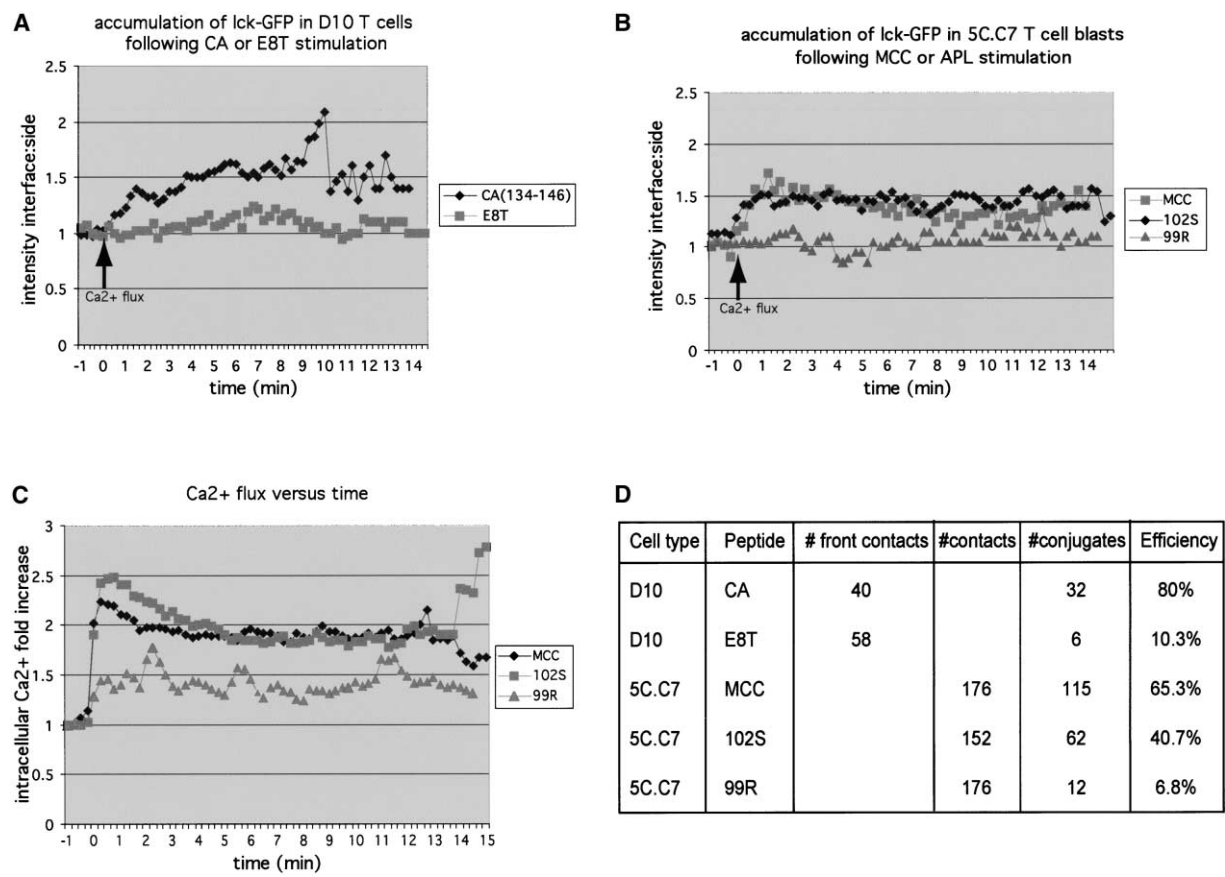 A
accumulation of lck-GFP in D10 T cells
following CA or E8T stimulation
intensity interface:side
2.5
2
1.5
1
0.5
0
Ca2+ flux
-1 0 1 2 3 4 5 6 7 8 9 10 11 12 13 14
time (min)
CA(134-146)
E8T
B
accumulation of lck-GFP in 5C.C7 T cell blasts
following MCC or APL stimulation
intensity interface:side
2.5
2
1.5
1
0.5
0
Ca2+ flux
-1 0 1 2 3 4 5 6 7 8 9 10 11 12 13 14
time (min)
MCC
102S
99R
C
Ca2+ flux versus time
intracellular Ca2+ fold increase
3
2.5
2
1.5
1
0.5
0
-1 0 1 2 3 4 5 6 7 8 9 10 11 12 13 14 15
time (min)
MCC
102S
99R
D
Cell type Peptide # front contacts #contacts #conjugates Efficiency
D10 CA 40 32 80%
D10 E8T 58 6 10.3%
5C.C7 MCC 176 115 65.3%
5C.C7 102S 152 62 40.7%
5C.C7 99R 176 12 6.8%